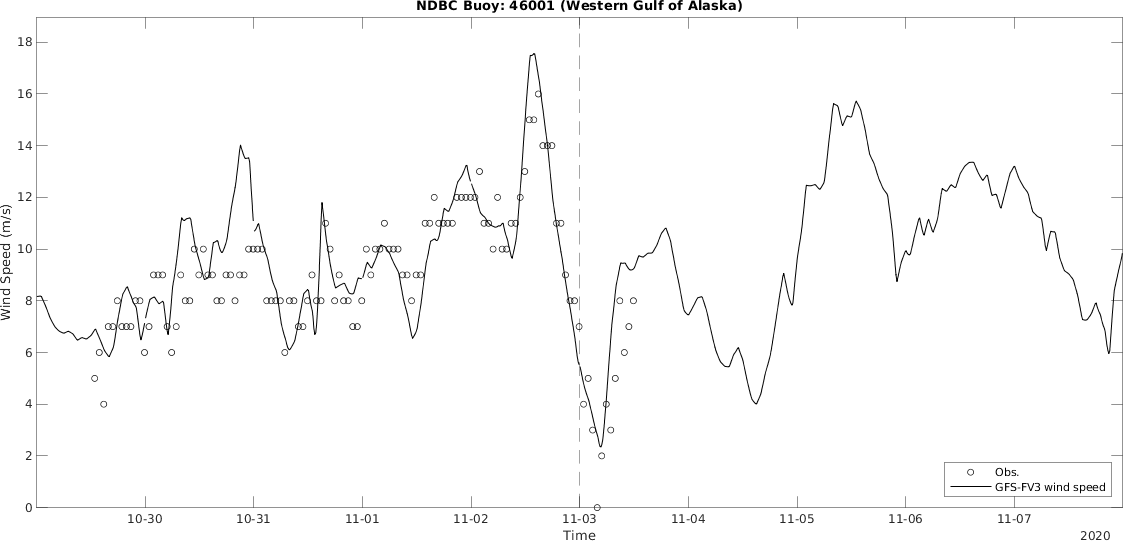 NDBC Buoy: 46001 (Western Gulf of Alaska)
18
16
14
12
10
8
6
4
2
0
Wind Speed (m/s)
10-30 10-31 11-01 11-02 11-03 11-04 11-05 11-06 11-07
Time
2020
Obs.
GFS-FV3 wind speed